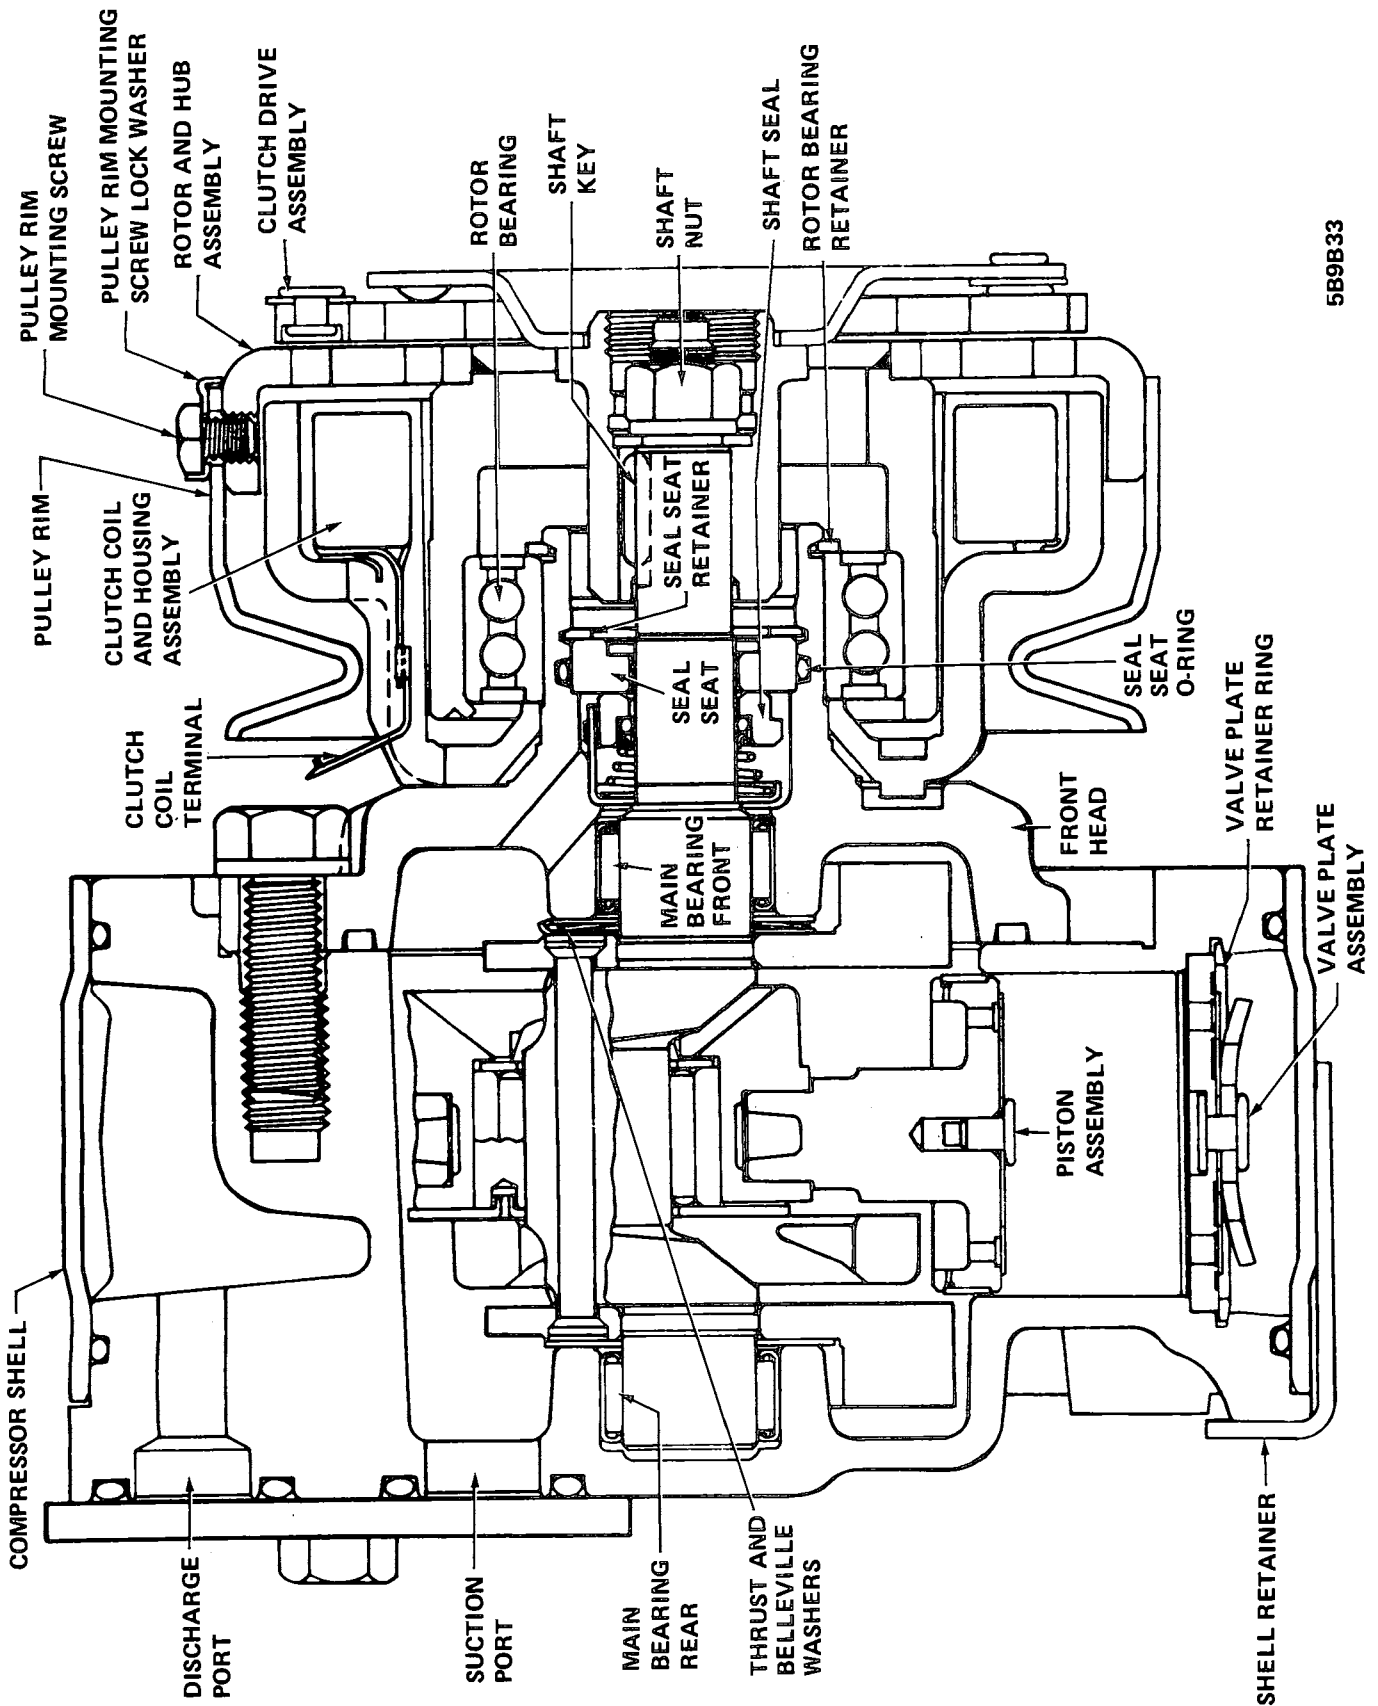 COMPRESSOR SHELL
DISCHARGE
PORT
SUCTION
PORT
MAIN
BEARING
REAR
THRUST AND
BELLEVILLE
WASHERS
SHELL RETAINER
PULLEY RIM
CLUTCH COIL
AND HOUSING
ASSEMBLY
CLUTCH
COIL
TERMINAL
PULLEY RIM
MOUNTING SCREW
PULLEY RIM MOUNTING
SCREW LOCK WASHER
ROTOR AND HUB
ASSEMBLY
CLUTCH DRIVE
ASSEMBLY
ROTOR
BEARING
SHAFT
KEY
SHAFT
NUT
SHAFT SEAL
ROTOR BEARING
RETAINER
SEAL SEAT
RETAINER
SEAL
SEAT
MAIN
BEARING
FRONT
SEAL
SEAT
O-RING
FRONT
HEAD
VALVE PLATE
RETAINER RING
VALVE PLATE
ASSEMBLY
PISTON
ASSEMBLY
5B9B33